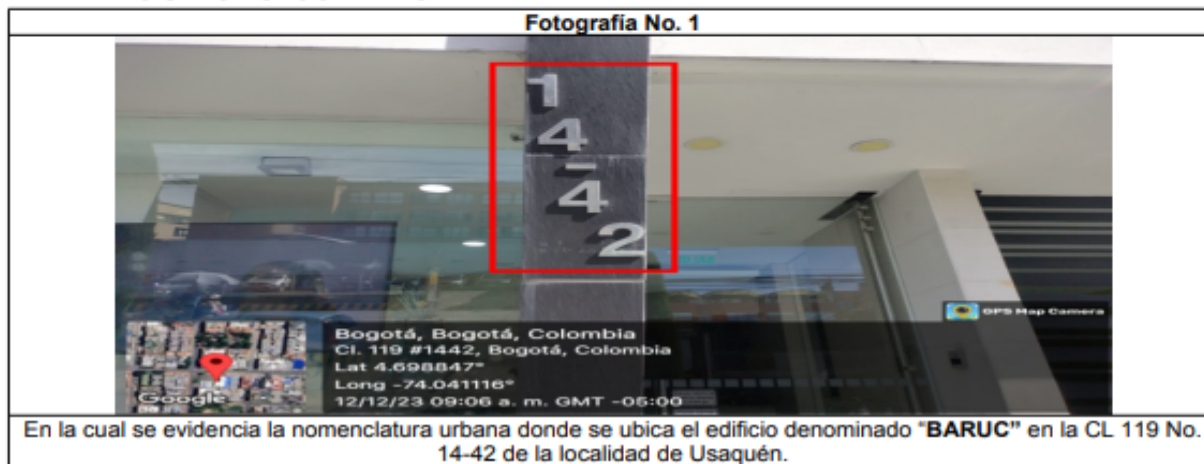 Fotografía No. 1
1
4
-
4
2
GPS Map Camera
Bogotá, Bogotá, Colombia
Cl. 119 #1442, Bogotá, Colombia
Lat 4.698847°
Long -74.041116°
12/12/23 09:06 a. m. GMT -05:00
Google
En la cual se evidencia la nomenclatura urbana donde se ubica el edificio denominado "BARUC" en la CL 119 No.
14-42 de la localidad de Usaquén.